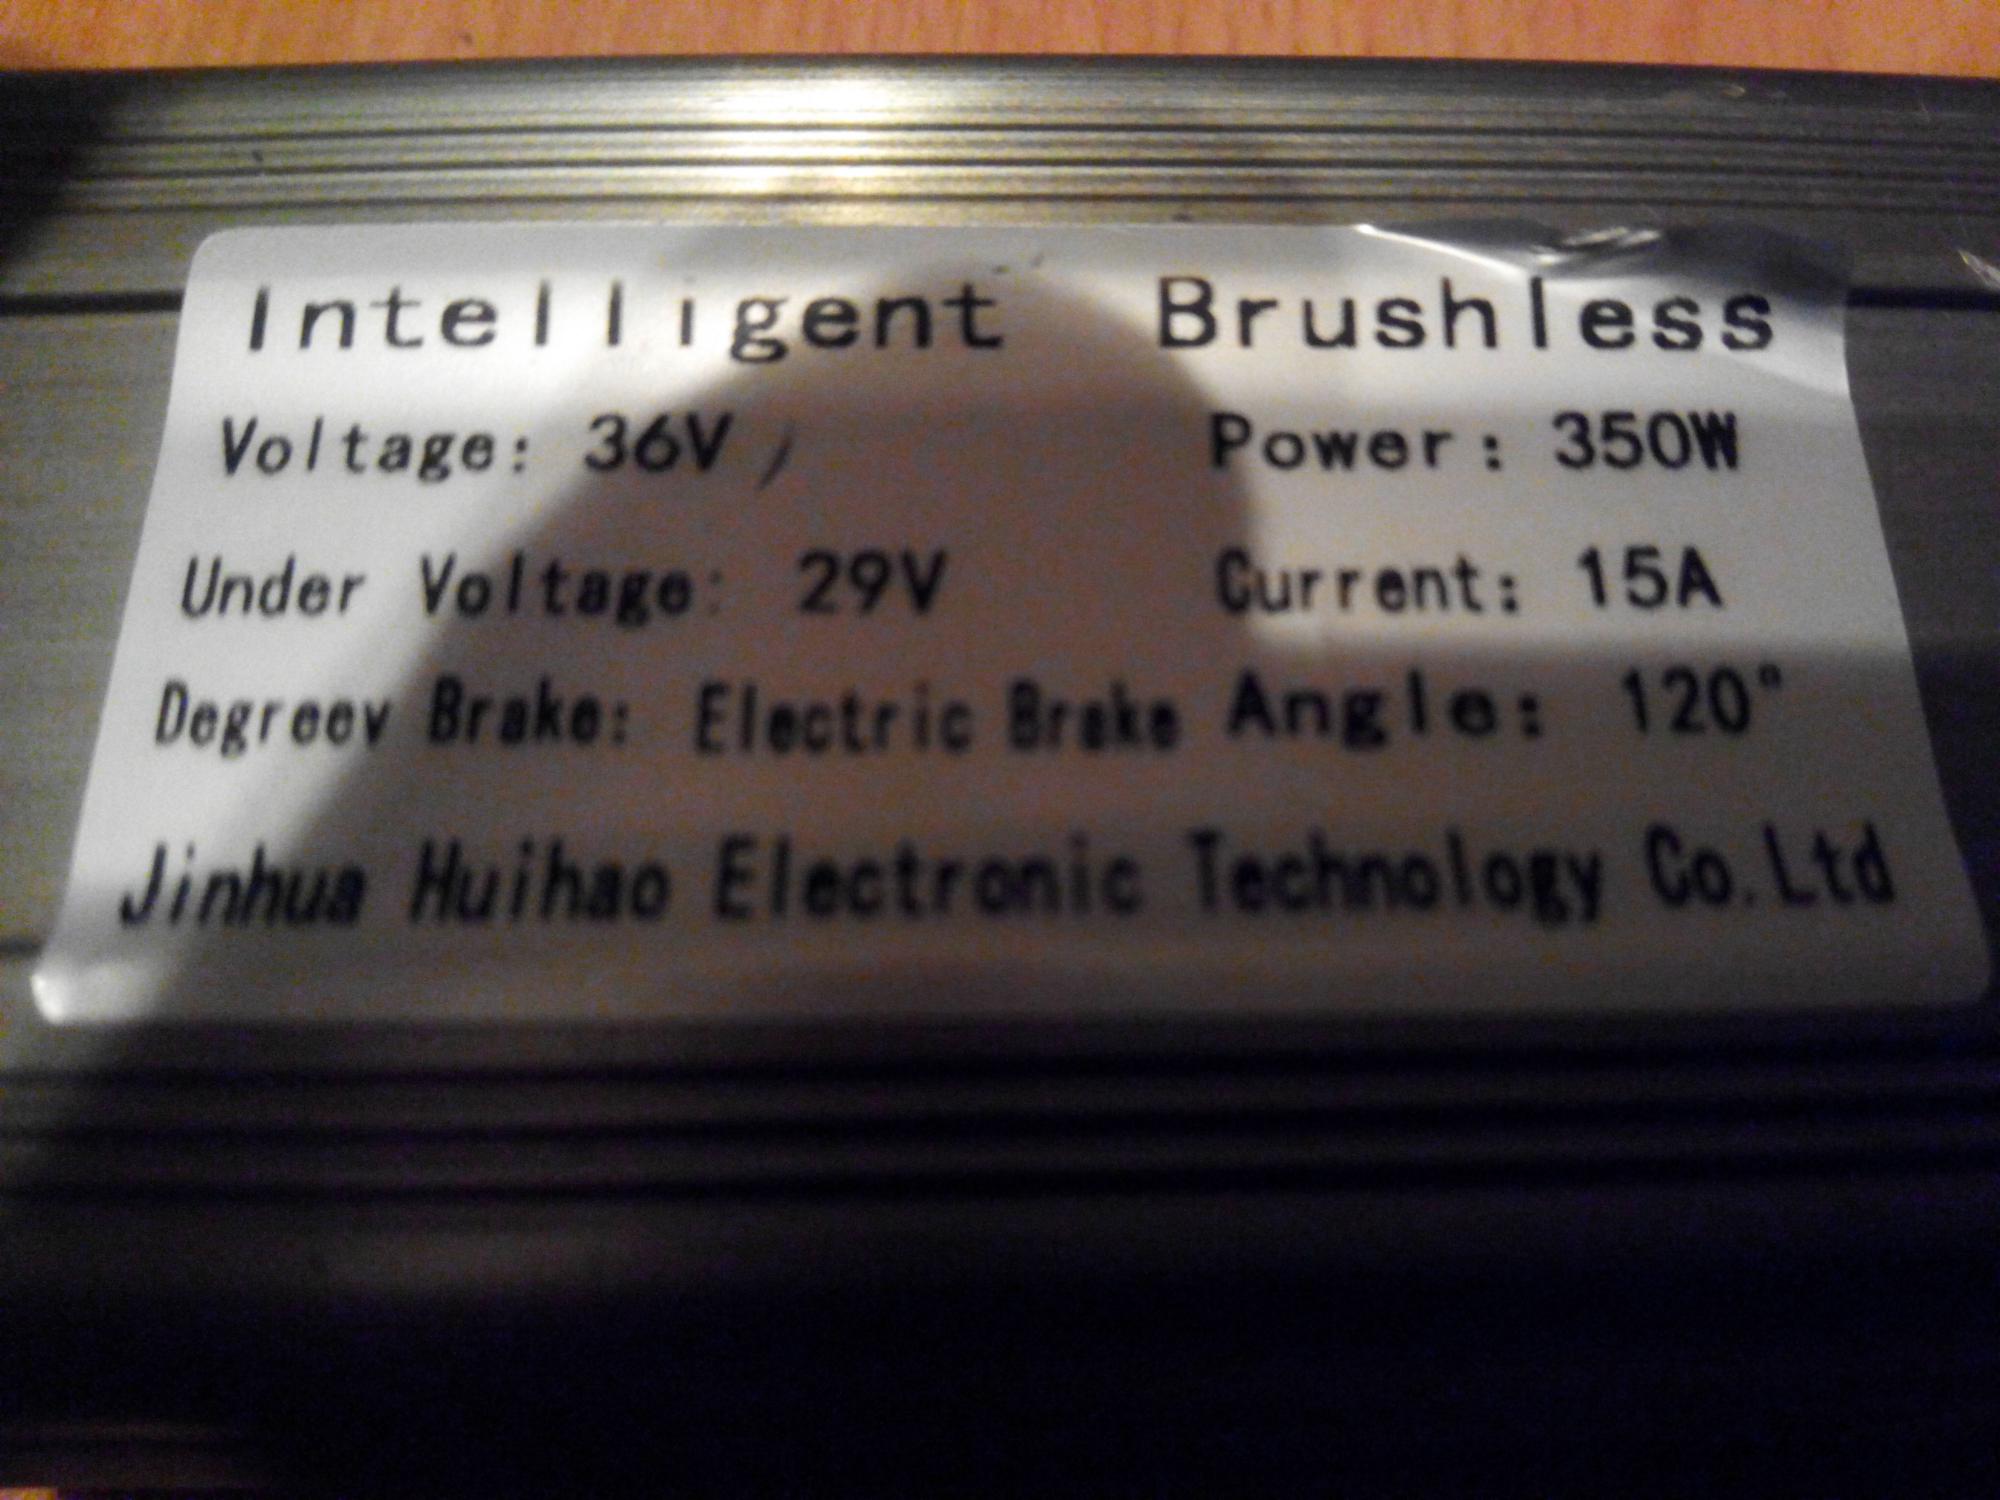 Intelligent Brushless
Voltage: 36V Power: 350W
Under Voltage: 29V Current: 15A
Degreev Brake: Electric Brake Angle: 120°
Jinhua Huihao Electronic Technology Co.Ltd